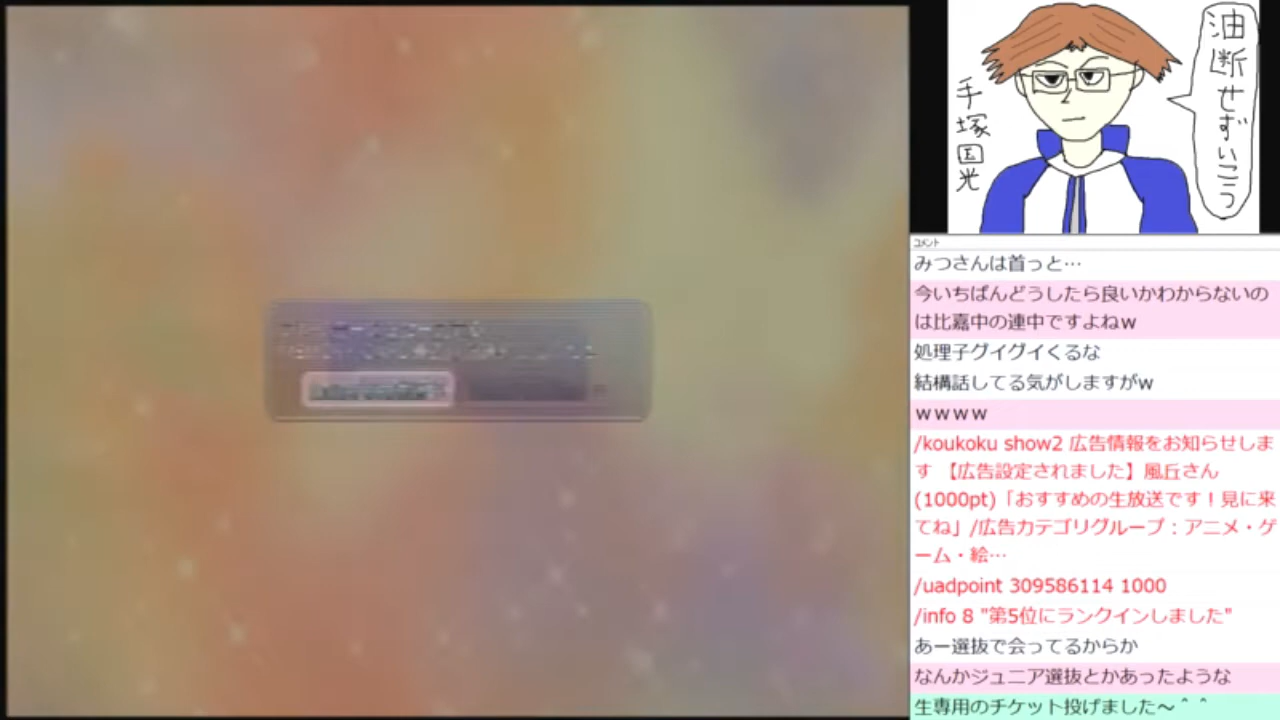 油断せずいこう
手塚国光
コメント
みつさんは首っと…
今いちばんどうしたら良いかわからないの
は比嘉中の連中ですよねw
処理子グイグイくるな
結構話してる気がしますがw
wwww
/koukoku show2 広告情報をお知らせしま
す 【広告設定されました】風丘さん
(1000pt)「おすすめの生放送です！見に来
てね」/広告カテゴリグループ：アニメ・ゲ
ーム・絵…
/uadpoint 309586114 1000
/info 8 "第5位にランクインしました"
あー選抜で会ってるからか
なんかジュニア選抜とかあったような
生専用のチケット投げました～＾＾